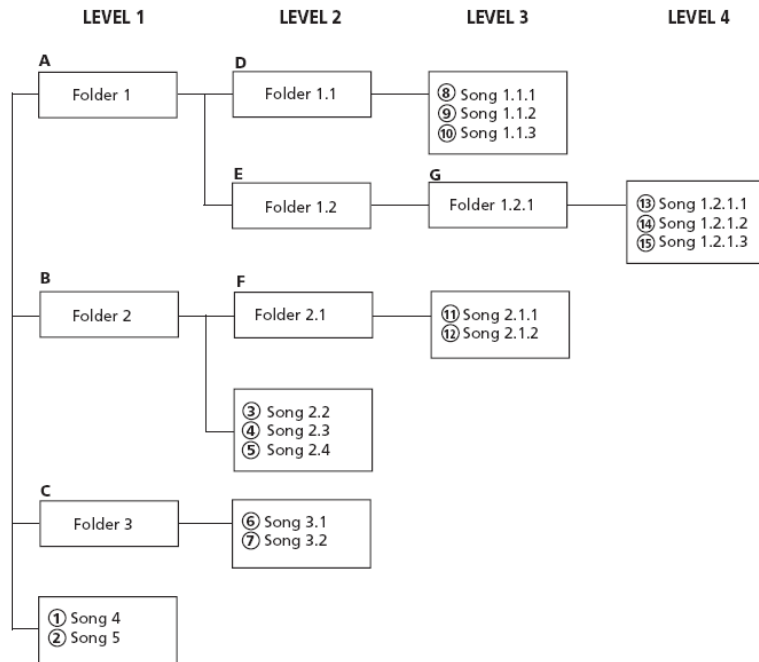 LEVEL 1 LEVEL 2 LEVEL 3 LEVEL 4
A
Folder 1
D
Folder 1.1
⑧ Song 1.1.1
⑨ Song 1.1.2
⑩ Song 1.1.3
E
Folder 1.2
G
Folder 1.2.1
⑬ Song 1.2.1.1
⑭ Song 1.2.1.2
⑮ Song 1.2.1.3
B
Folder 2
F
Folder 2.1
⑪ Song 2.1.1
⑫ Song 2.1.2
③ Song 2.2
④ Song 2.3
⑤ Song 2.4
C
Folder 3
⑥ Song 3.1
⑦ Song 3.2
① Song 4
② Song 5